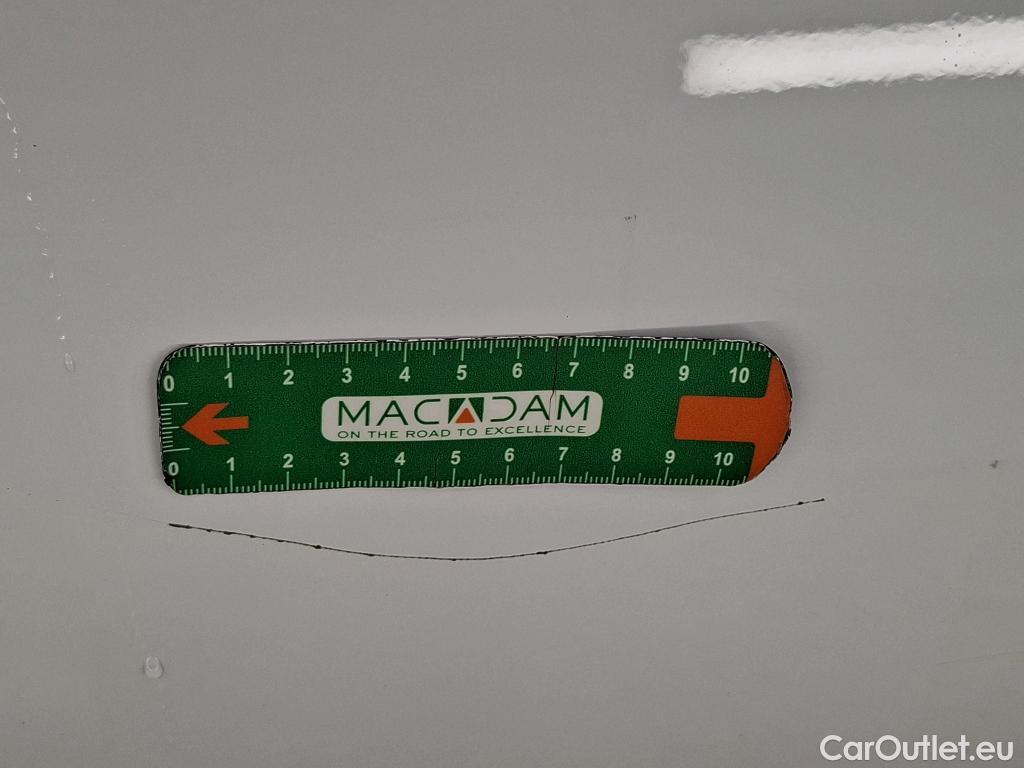 0 1 2 3 4 5 6 7 8 9 10
MACADAM
ON THE ROAD TO EXCELLENCE
0 1 2 3 4 5 6 7 8 9 10
CarOutlet.eu